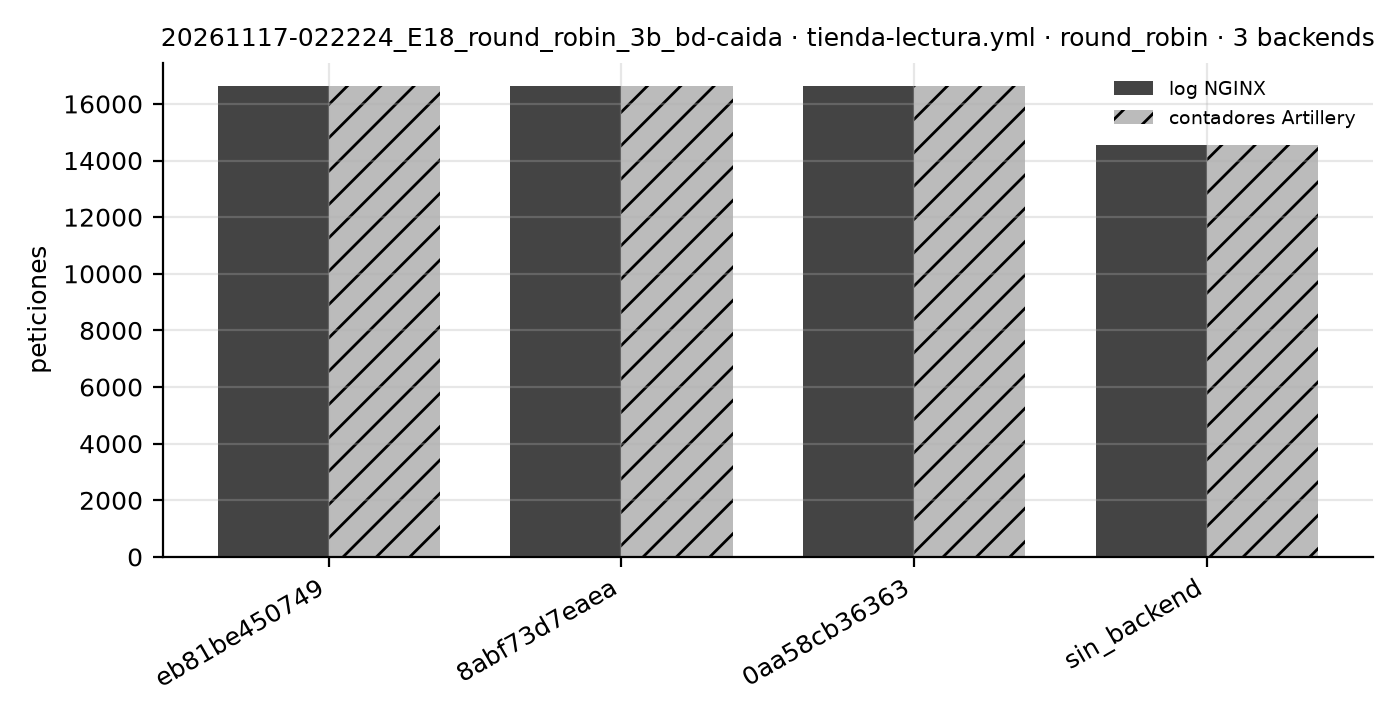 20261117-022224_E18_round_robin_3b_bd-caida · tienda-lectura.yml · round_robin · 3 backends
log NGINX
contadores Artillery
peticiones
16000
14000
12000
10000
8000
6000
4000
2000
0
eb81be450749
8abf73d7eaea
0aa58cb36363
sin_backend